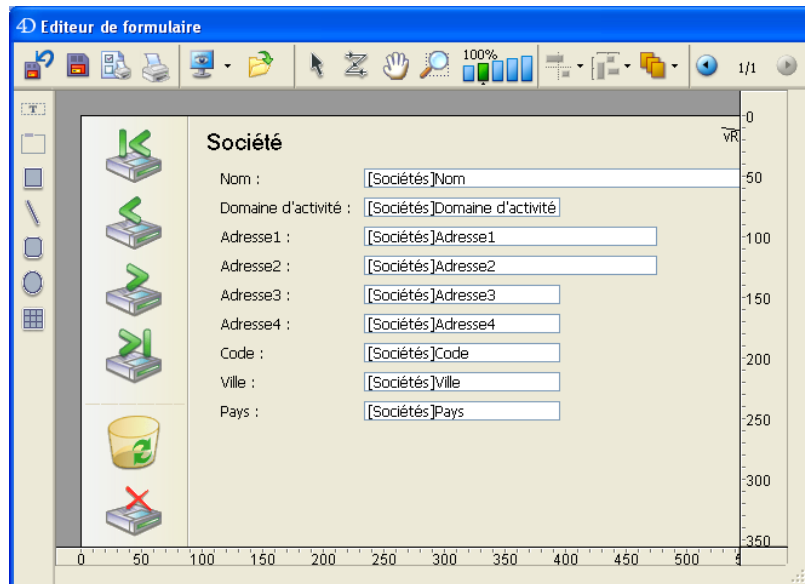 4D Editeur de formulaire
100%
1/1
T
Société
vR
Nom : [Sociétés]Nom
Domaine d'activité : [Sociétés]Domaine d'activité
Adresse1 : [Sociétés]Adresse1
Adresse2 : [Sociétés]Adresse2
Adresse3 : [Sociétés]Adresse3
Adresse4 : [Sociétés]Adresse4
Code : [Sociétés]Code
Ville : [Sociétés]Ville
Pays : [Sociétés]Pays
0
50
100
150
200
250
300
350
0 50 100 150 200 250 300 350 400 450 500